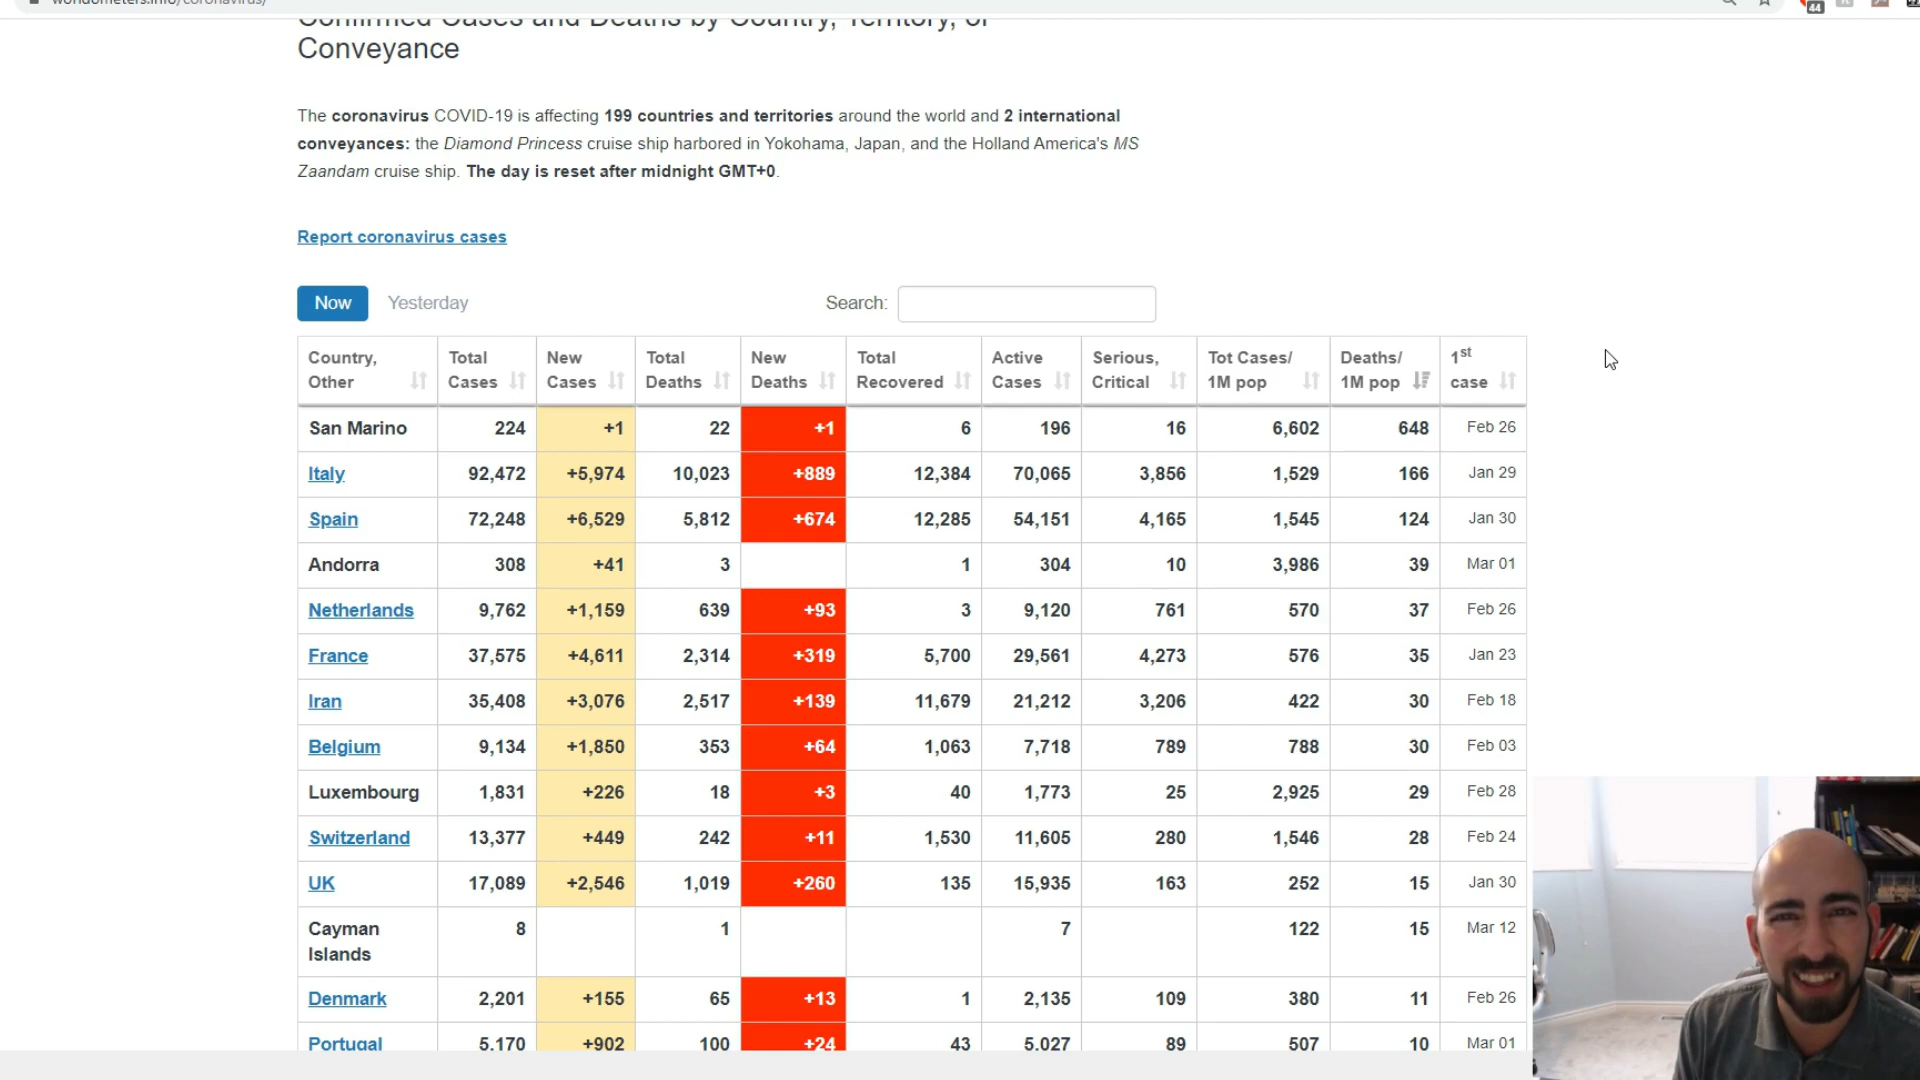 worldometers.info/coronavirus/
44
Confirmed Cases and Deaths by Country, Territory, or
Conveyance
The coronavirus COVID-19 is affecting 199 countries and territories around the world and 2 international
conveyances: the Diamond Princess cruise ship harbored in Yokohama, Japan, and the Holland America's MS
Zaandam cruise ship. The day is reset after midnight GMT+0.
Report coronavirus cases
Now Yesterday Search:
Country, Other Total Cases New Cases Total Deaths New Deaths Total Recovered Active Cases Serious, Critical Tot Cases/ 1M pop Deaths/ 1M pop 1st case
San Marino 224 +1 22 +1 6 196 16 6,602 648 Feb 26
Italy 92,472 +5,974 10,023 +889 12,384 70,065 3,856 1,529 166 Jan 29
Spain 72,248 +6,529 5,812 +674 12,285 54,151 4,165 1,545 124 Jan 30
Andorra 308 +41 3 1 304 10 3,986 39 Mar 01
Netherlands 9,762 +1,159 639 +93 3 9,120 761 570 37 Feb 26
France 37,575 +4,611 2,314 +319 5,700 29,561 4,273 576 35 Jan 23
Iran 35,408 +3,076 2,517 +139 11,679 21,212 3,206 422 30 Feb 18
Belgium 9,134 +1,850 353 +64 1,063 7,718 789 788 30 Feb 03
Luxembourg 1,831 +226 18 +3 40 1,773 25 2,925 29 Feb 28
Switzerland 13,377 +449 242 +11 1,530 11,605 280 1,546 28 Feb 24
UK 17,089 +2,546 1,019 +260 135 15,935 163 252 15 Jan 30
Cayman Islands 8 1 7 122 15 Mar 12
Denmark 2,201 +155 65 +13 1 2,135 109 380 11 Feb 26
Portugal 5,170 +902 100 +24 43 5,027 89 507 10 Mar 01